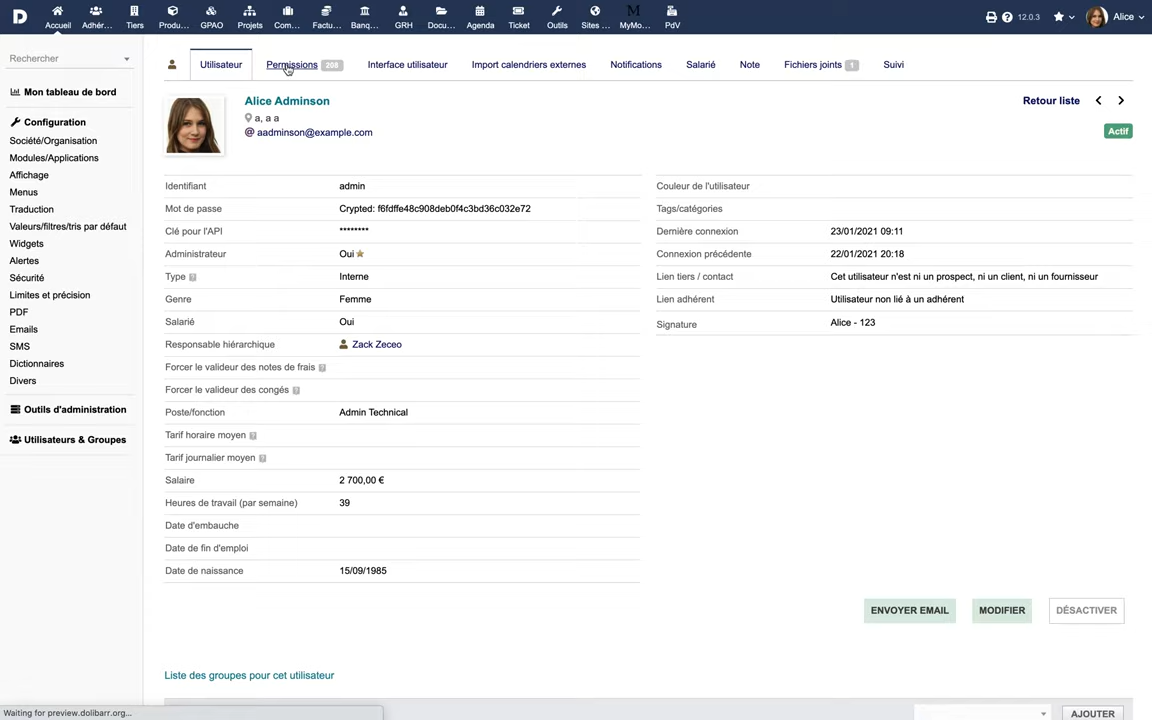 D
Accueil
Adhér...
Tiers
Produ...
GPAO
Projets
Com...
Factu...
Banq...
GRH
Docu...
Agenda
Ticket
Outils
Sites ...
MyMo...
PdV
12.0.3
Alice
Rechercher
Mon tableau de bord
Configuration
Société/Organisation
Modules/Applications
Affichage
Menus
Traduction
Valeurs/filtres/tris par défaut
Widgets
Alertes
Sécurité
Limites et précision
PDF
Emails
SMS
Dictionnaires
Divers
Outils d'administration
Utilisateurs & Groupes
Utilisateur
Permissions 208
Interface utilisateur
Import calendriers externes
Notifications
Salarié
Note
Fichiers joints 1
Suivi
Alice Adminson
a, a a
@ aadminson@example.com
Retour liste
Actif
Identifiant admin
Mot de passe Crypted: f6fdffe48c908deb0f4c3bd36c032e72
Clé pour l'API ********
Administrateur Oui
Type Interne
Genre Femme
Salarié Oui
Responsable hiérarchique Zack Zeceo
Forcer le valideur des notes de frais
Forcer le valideur des congés
Poste/fonction Admin Technical
Tarif horaire moyen
Tarif journalier moyen
Salaire 2 700,00 €
Heures de travail (par semaine) 39
Date d'embauche
Date de fin d'emploi
Date de naissance 15/09/1985
Couleur de l'utilisateur
Tags/catégories
Dernière connexion 23/01/2021 09:11
Connexion précédente 22/01/2021 20:18
Lien tiers / contact Cet utilisateur n'est ni un prospect, ni un client, ni un fournisseur
Lien adhérent Utilisateur non lié à un adhérent
Signature Alice - 123
ENVOYER EMAIL
MODIFIER
DÉSACTIVER
Liste des groupes pour cet utilisateur
AJOUTER
Waiting for preview.dolibarr.org...